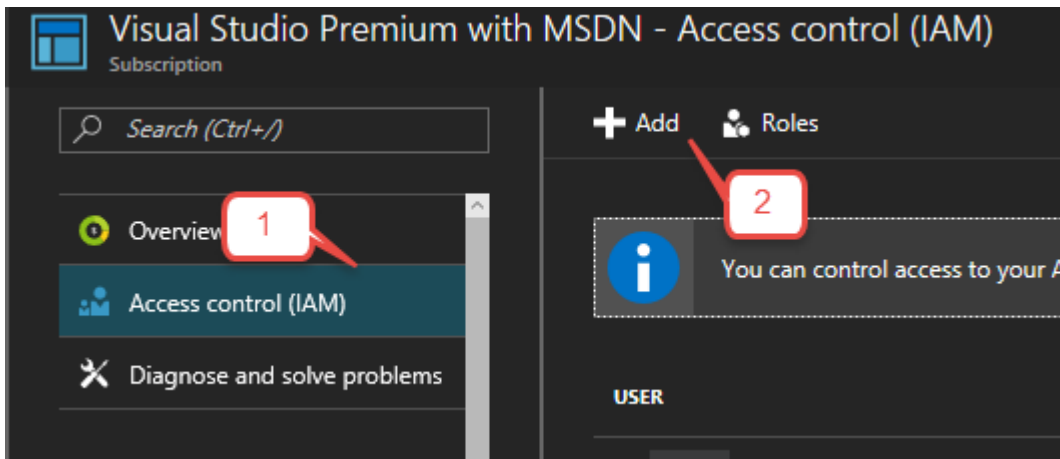 Visual Studio Premium with MSDN - Access control (IAM)
Subscription
Search (Ctrl+/)
Add Roles
2
Overview 1
You can control access to your A
Access control (IAM)
Diagnose and solve problems
USER